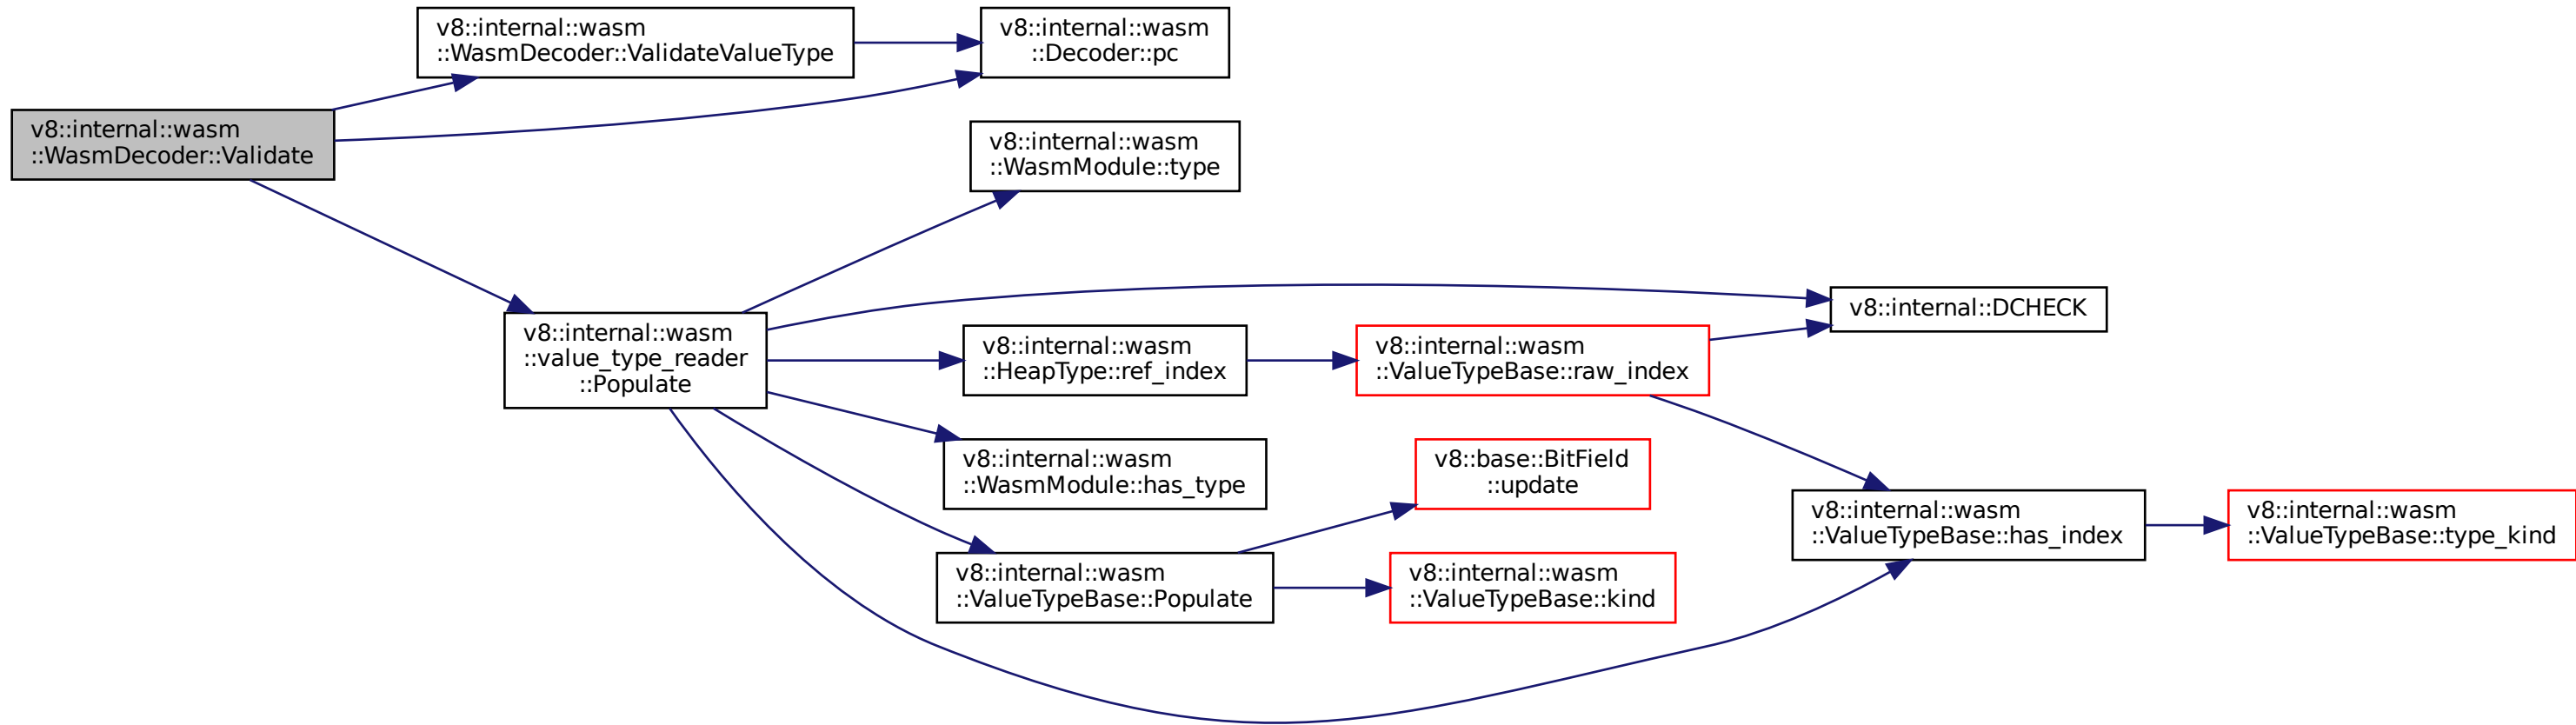 v8::internal::wasm
::WasmDecoder::Validate
v8::internal::wasm
::WasmDecoder::ValidateValueType
v8::internal::wasm
::Decoder::pc
v8::internal::wasm
::value_type_reader
::Populate
v8::internal::wasm
::WasmModule::type
v8::internal::DCHECK
v8::internal::wasm
::HeapType::ref_index
v8::internal::wasm
::ValueTypeBase::raw_index
v8::internal::wasm
::WasmModule::has_type
v8::base::BitField
::update
v8::internal::wasm
::ValueTypeBase::has_index
v8::internal::wasm
::ValueTypeBase::type_kind
v8::internal::wasm
::ValueTypeBase::Populate
v8::internal::wasm
::ValueTypeBase::kind